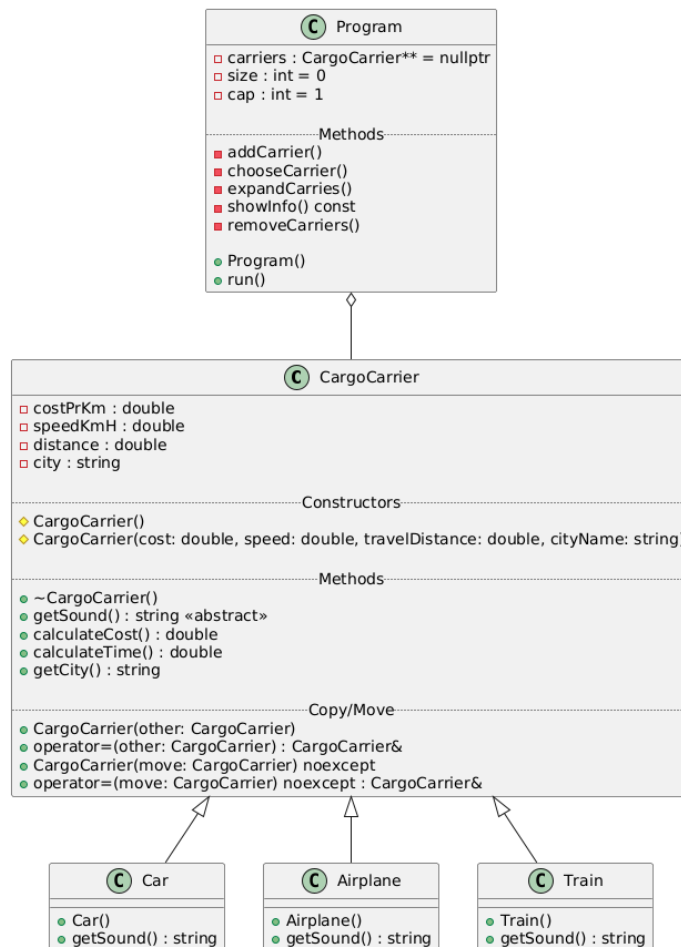 C Program
carriers : CargoCarrier** = nullptr
size : int = 0
cap : int = 1
Methods
addCarrier()
chooseCarrier()
expandCarries()
showInfo() const
removeCarriers()
Program()
run()
C CargoCarrier
costPrKm : double
speedKmH : double
distance : double
city : string
Constructors
CargoCarrier()
CargoCarrier(cost: double, speed: double, travelDistance: double, cityName: string)
Methods
~CargoCarrier()
getSound() : string «abstract»
calculateCost() : double
calculateTime() : double
getCity() : string
Copy/Move
CargoCarrier(other: CargoCarrier)
operator=(other: CargoCarrier) : CargoCarrier&
CargoCarrier(move: CargoCarrier) noexcept
operator=(move: CargoCarrier) noexcept : CargoCarrier&
C Car
Car()
getSound() : string
C Airplane
Airplane()
getSound() : string
C Train
Train()
getSound() : string